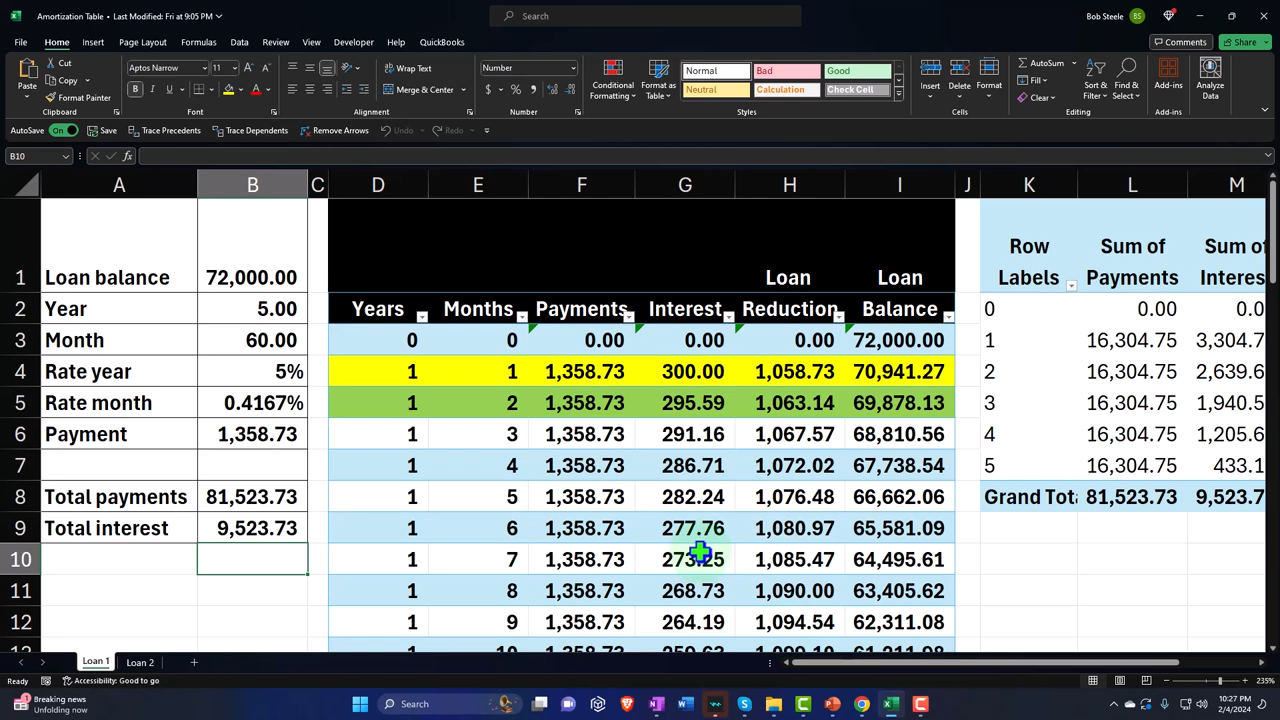 Amortization Table • Last Modified: Fri at 9:05 PM
Search
Bob Steele
BS
File Home Insert Page Layout Formulas Data Review View Developer Help QuickBooks
Comments
Share
Paste
Cut
Copy
Format Painter
Clipboard
Aptos Narrow
11
B I U
Font
Wrap Text
Merge & Center
Alignment
Number
$ % ,
Number
Conditional Formatting
Format as Table
Normal Bad Good
Neutral Calculation Check Cell
Styles
Insert Delete Format
Cells
AutoSum
Fill
Clear
Sort & Filter
Find & Select
Editing
Add-ins
Add-ins
Analyze Data
AutoSave On Save Trace Precedents Trace Dependents Remove Arrows Undo Redo
B10
fx
A B C D E F G H I J K L M
1 Loan balance 72,000.00 Loan Loan Row Labels Sum of Payments Sum of Interes
2 Year 5.00 Years Months Payments Interest Reduction Balance 0 0.00 0.0
3 Month 60.00 0 0 0.00 0.00 0.00 72,000.00 1 16,304.75 3,304.7
4 Rate year 5% 1 1 1,358.73 300.00 1,058.73 70,941.27 2 16,304.75 2,639.6
5 Rate month 0.4167% 1 2 1,358.73 295.59 1,063.14 69,878.13 3 16,304.75 1,940.5
6 Payment 1,358.73 1 3 1,358.73 291.16 1,067.57 68,810.56 4 16,304.75 1,205.6
7 1 4 1,358.73 286.71 1,072.02 67,738.54 5 16,304.75 433.1
8 Total payments 81,523.73 1 5 1,358.73 282.24 1,076.48 66,662.06 Grand Tota 81,523.73 9,523.7
9 Total interest 9,523.73 1 6 1,358.73 277.76 1,080.97 65,581.09
10 1 7 1,358.73 273.25 1,085.47 64,495.61
11 1 8 1,358.73 268.73 1,090.00 63,405.62
12 1 9 1,358.73 264.19 1,094.54 62,311.08
13 1 10 1,358.73 259.63 1,099.10 61,211.98
Loan 1 Loan 2
Ready
Accessibility: Good to go
235%
Breaking news
Unfolding now
Search
10:27 PM
2/4/2024